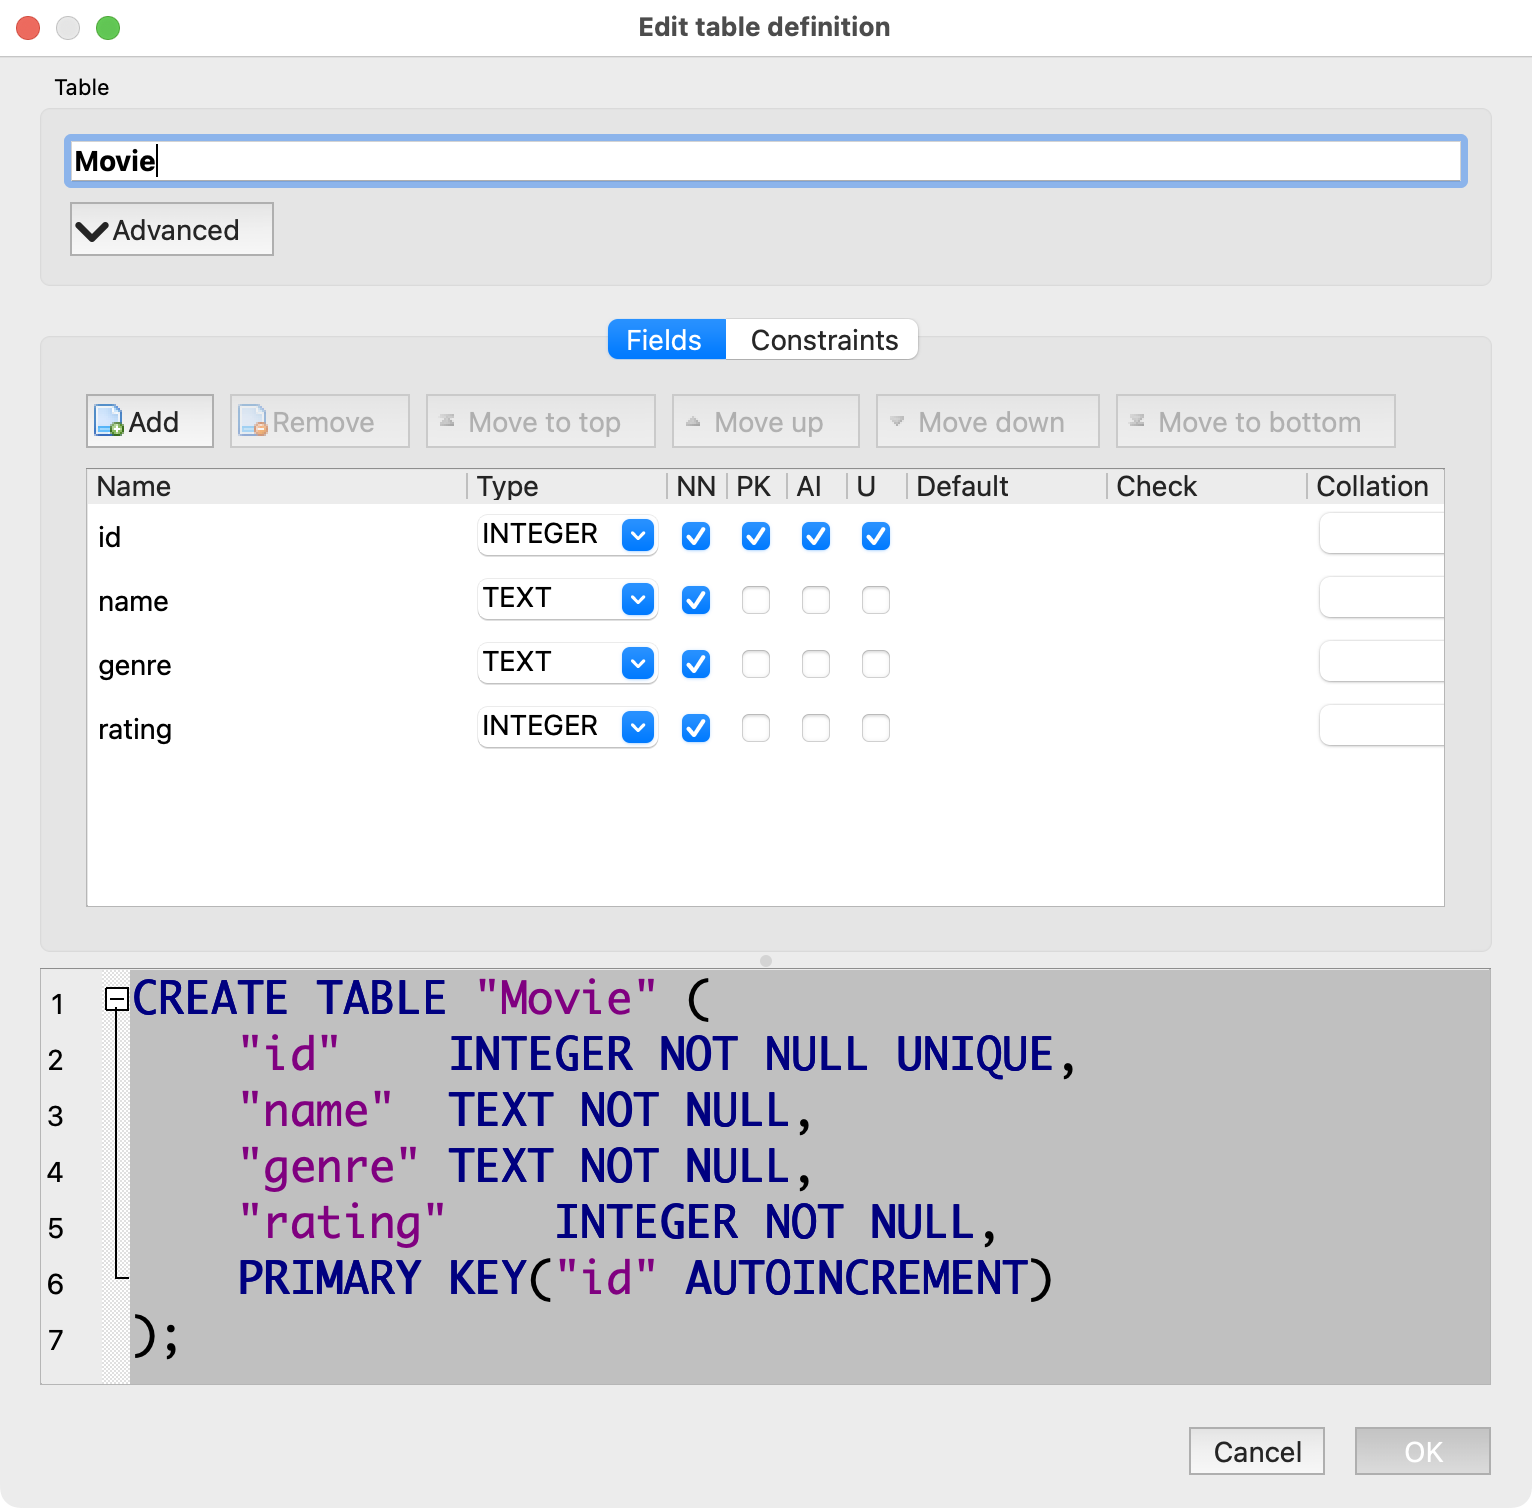 Edit table definition
Table
Movie
Advanced
Fields Constraints
Add Remove Move to top Move up Move down Move to bottom
Name Type NN PK AI U Default Check Collation
id INTEGER
name TEXT
genre TEXT
rating INTEGER
1 CREATE TABLE "Movie" (
2 "id" INTEGER NOT NULL UNIQUE,
3 "name" TEXT NOT NULL,
4 "genre" TEXT NOT NULL,
5 "rating" INTEGER NOT NULL,
6 PRIMARY KEY("id" AUTOINCREMENT)
7 );
Cancel OK